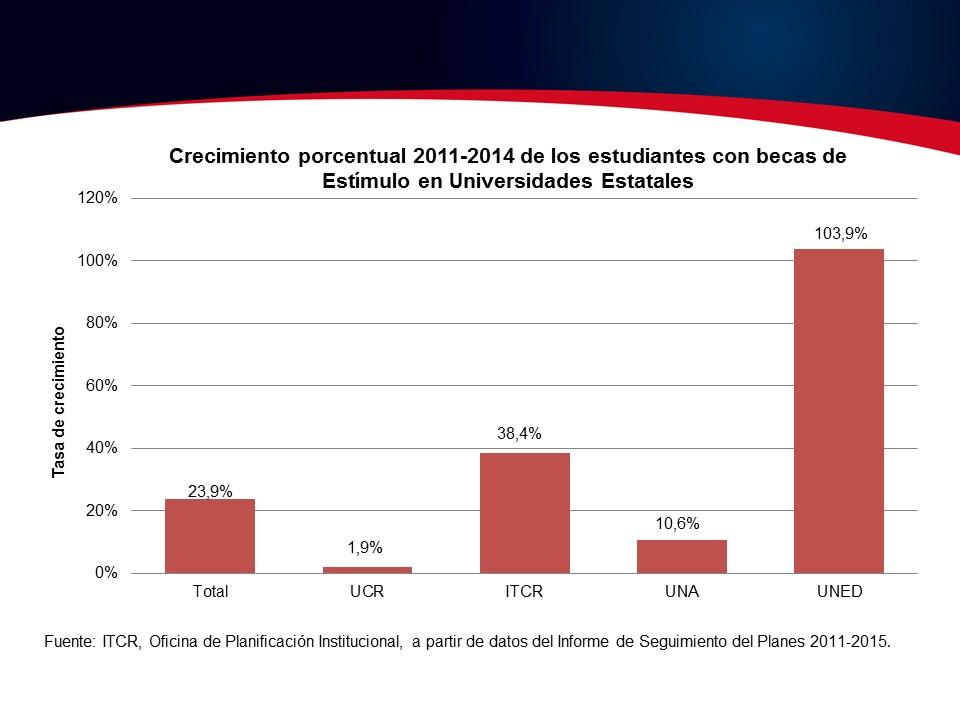 Crecimiento porcentual 2011-2014 de los estudiantes con becas de
Estímulo en Universidades Estatales
120%
100%
80%
60%
40%
20%
0%
Tasa de crecimiento
23,9%
1,9%
38,4%
10,6%
103,9%
Total
UCR
ITCR
UNA
UNED
Fuente: ITCR, Oficina de Planificación Institucional, a partir de datos del Informe de Seguimiento del Planes 2011-2015.